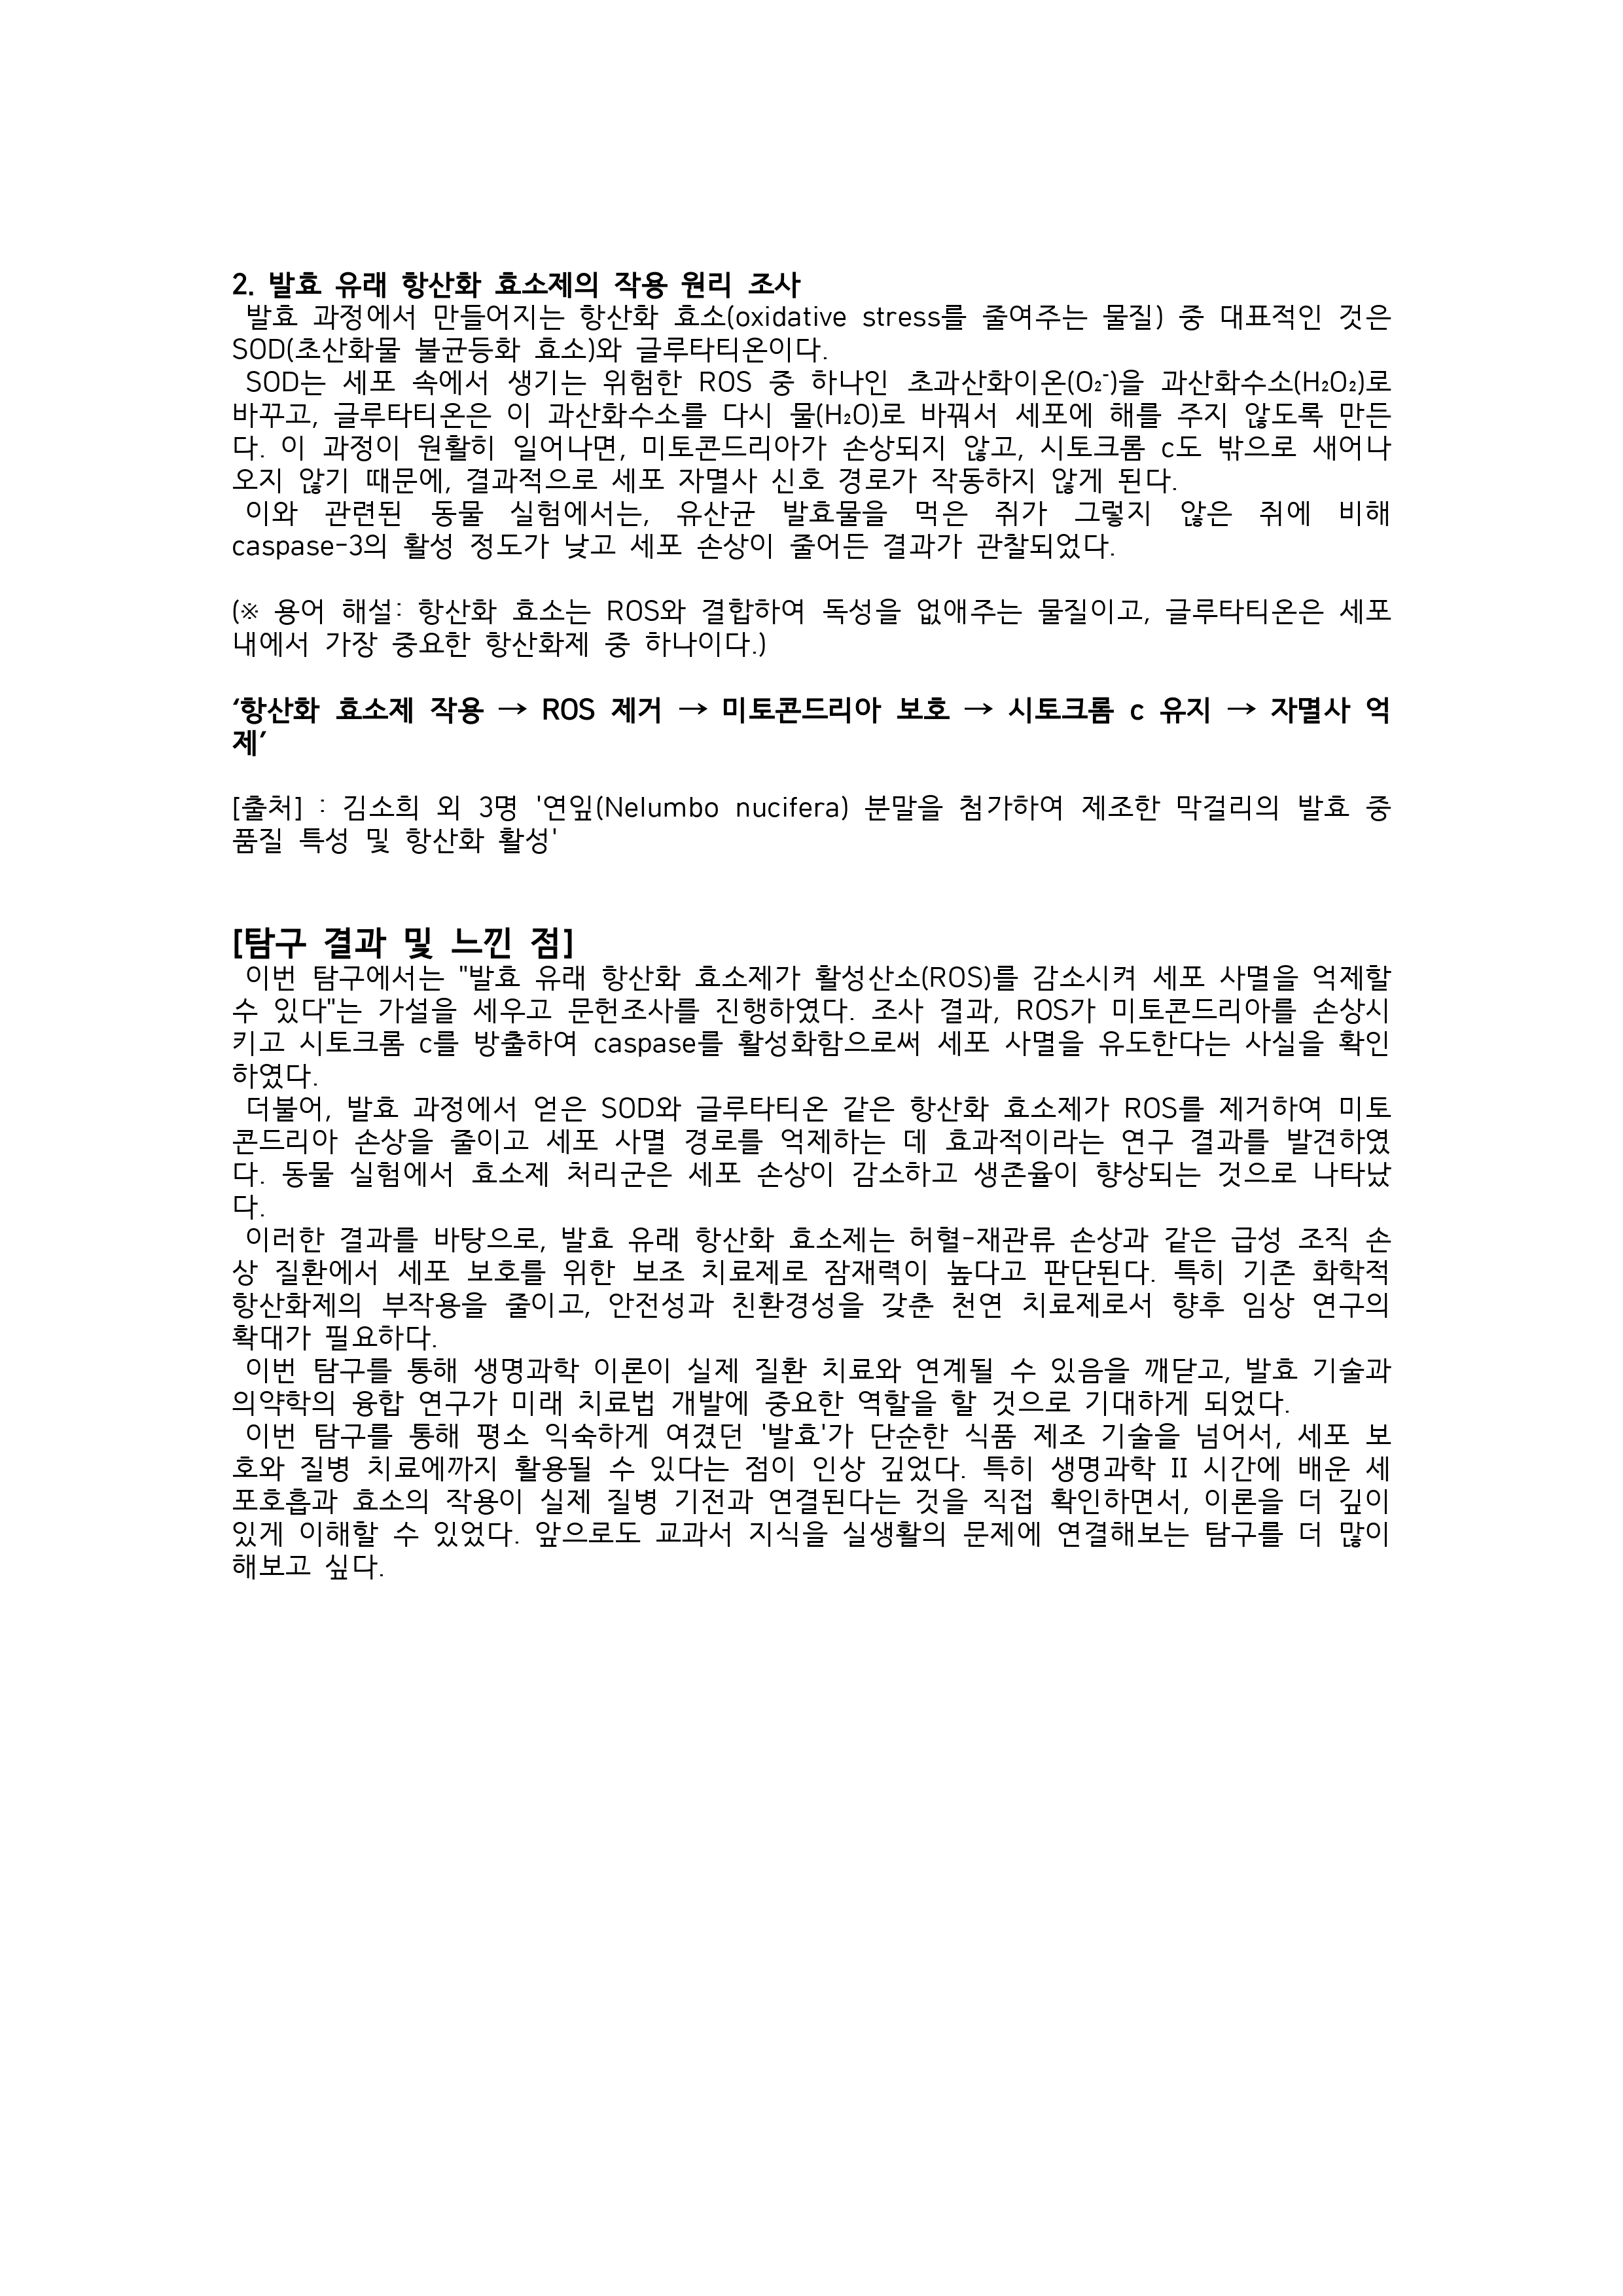 2. 발효 유래 항산화 효소제의 작용 원리 조사
발효 과정에서 만들어지는 항산화 효소(oxidative stress를 줄여주는 물질) 중 대표적인 것은
SOD(초산화물 불균등화 효소)와 글루타티온이다.
SOD는 세포 속에서 생기는 위험한 ROS 중 하나인 초과산화이온(O₂⁻)을 과산화수소(H₂O₂)로
바꾸고, 글루타티온은 이 과산화수소를 다시 물(H₂O)로 바꿔서 세포에 해를 주지 않도록 만든
다. 이 과정이 원활히 일어나면, 미토콘드리아가 손상되지 않고, 시토크롬 c도 밖으로 새어나
오지 않기 때문에, 결과적으로 세포 자멸사 신호 경로가 작동하지 않게 된다.
이와 관련된 동물 실험에서는, 유산균 발효물을 먹은 쥐가 그렇지 않은 쥐에 비해
caspase-3의 활성 정도가 낮고 세포 손상이 줄어든 결과가 관찰되었다.
(※ 용어 해설: 항산화 효소는 ROS와 결합하여 독성을 없애주는 물질이고, 글루타티온은 세포
내에서 가장 중요한 항산화제 중 하나이다.)
‘항산화 효소제 작용 → ROS 제거 → 미토콘드리아 보호 → 시토크롬 c 유지 → 자멸사 억
제’
[출처] : 김소희 외 3명 '연잎(Nelumbo nucifera) 분말을 첨가하여 제조한 막걸리의 발효 중
품질 특성 및 항산화 활성'
[탐구 결과 및 느낀 점]
이번 탐구에서는 "발효 유래 항산화 효소제가 활성산소(ROS)를 감소시켜 세포 사멸을 억제할
수 있다"는 가설을 세우고 문헌조사를 진행하였다. 조사 결과, ROS가 미토콘드리아를 손상시
키고 시토크롬 c를 방출하여 caspase를 활성화함으로써 세포 사멸을 유도한다는 사실을 확인
하였다.
더불어, 발효 과정에서 얻은 SOD와 글루타티온 같은 항산화 효소제가 ROS를 제거하여 미토
콘드리아 손상을 줄이고 세포 사멸 경로를 억제하는 데 효과적이라는 연구 결과를 발견하였
다. 동물 실험에서 효소제 처리군은 세포 손상이 감소하고 생존율이 향상되는 것으로 나타났
다.
이러한 결과를 바탕으로, 발효 유래 항산화 효소제는 허혈-재관류 손상과 같은 급성 조직 손
상 질환에서 세포 보호를 위한 보조 치료제로 잠재력이 높다고 판단된다. 특히 기존 화학적
항산화제의 부작용을 줄이고, 안전성과 친환경성을 갖춘 천연 치료제로서 향후 임상 연구의
확대가 필요하다.
이번 탐구를 통해 생명과학 이론이 실제 질환 치료와 연계될 수 있음을 깨닫고, 발효 기술과
의약학의 융합 연구가 미래 치료법 개발에 중요한 역할을 할 것으로 기대하게 되었다.
이번 탐구를 통해 평소 익숙하게 여겼던 '발효'가 단순한 식품 제조 기술을 넘어서, 세포 보
호와 질병 치료에까지 활용될 수 있다는 점이 인상 깊었다. 특히 생명과학 Ⅱ 시간에 배운 세
포호흡과 효소의 작용이 실제 질병 기전과 연결된다는 것을 직접 확인하면서, 이론을 더 깊이
있게 이해할 수 있었다. 앞으로도 교과서 지식을 실생활의 문제에 연결해보는 탐구를 더 많이
해보고 싶다.